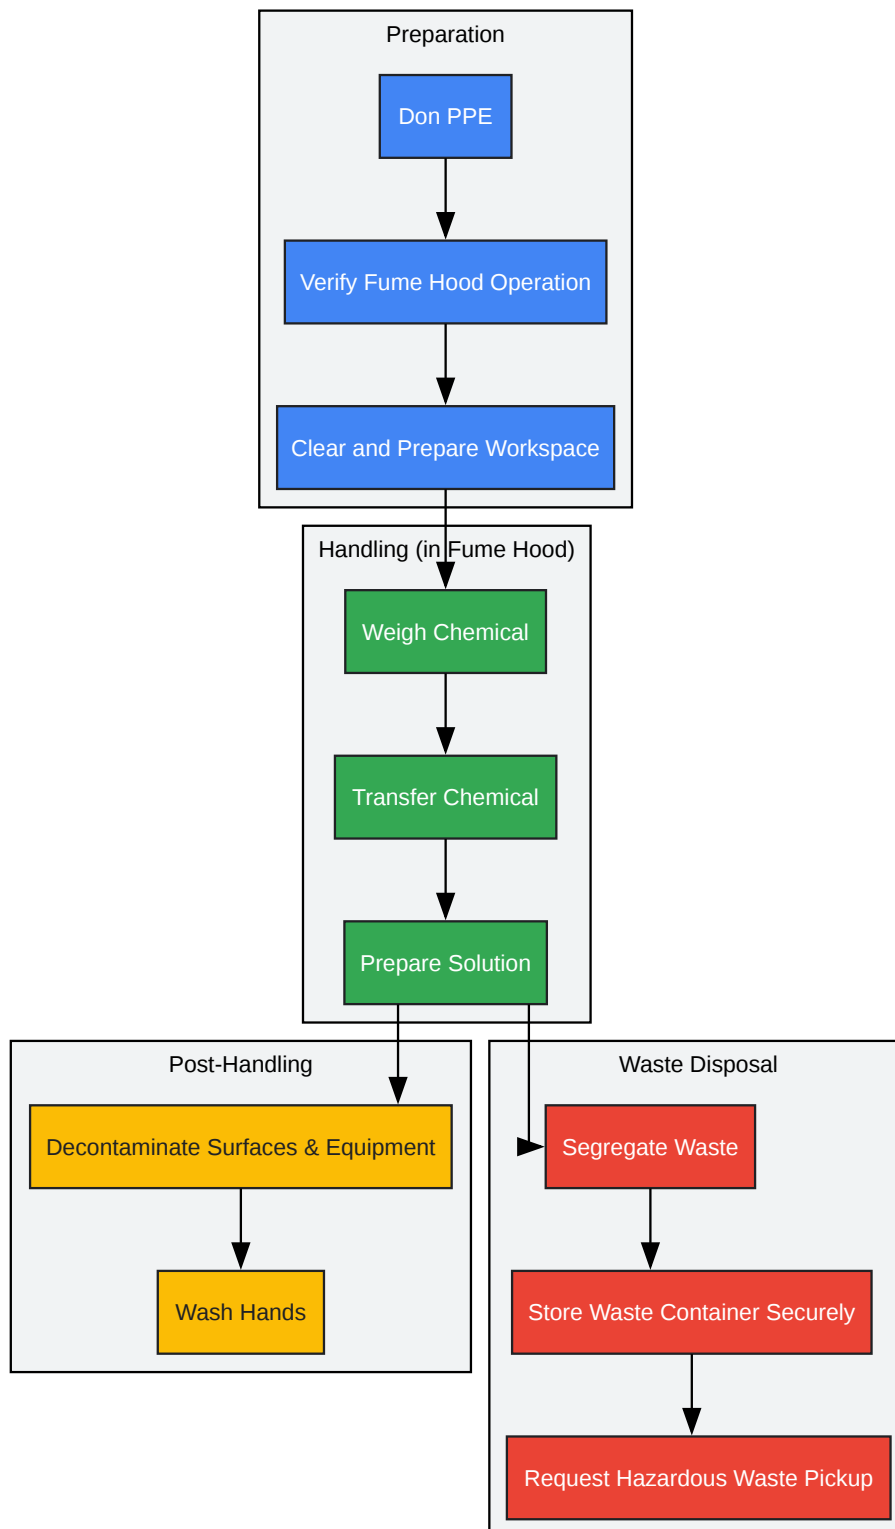 Preparation
Don PPE
Verify Fume Hood Operation
Clear and Prepare Workspace
Handling (in Fume Hood)
Weigh Chemical
Transfer Chemical
Prepare Solution
Post-Handling
Decontaminate Surfaces & Equipment
Wash Hands
Waste Disposal
Segregate Waste
Store Waste Container Securely
Request Hazardous Waste Pickup